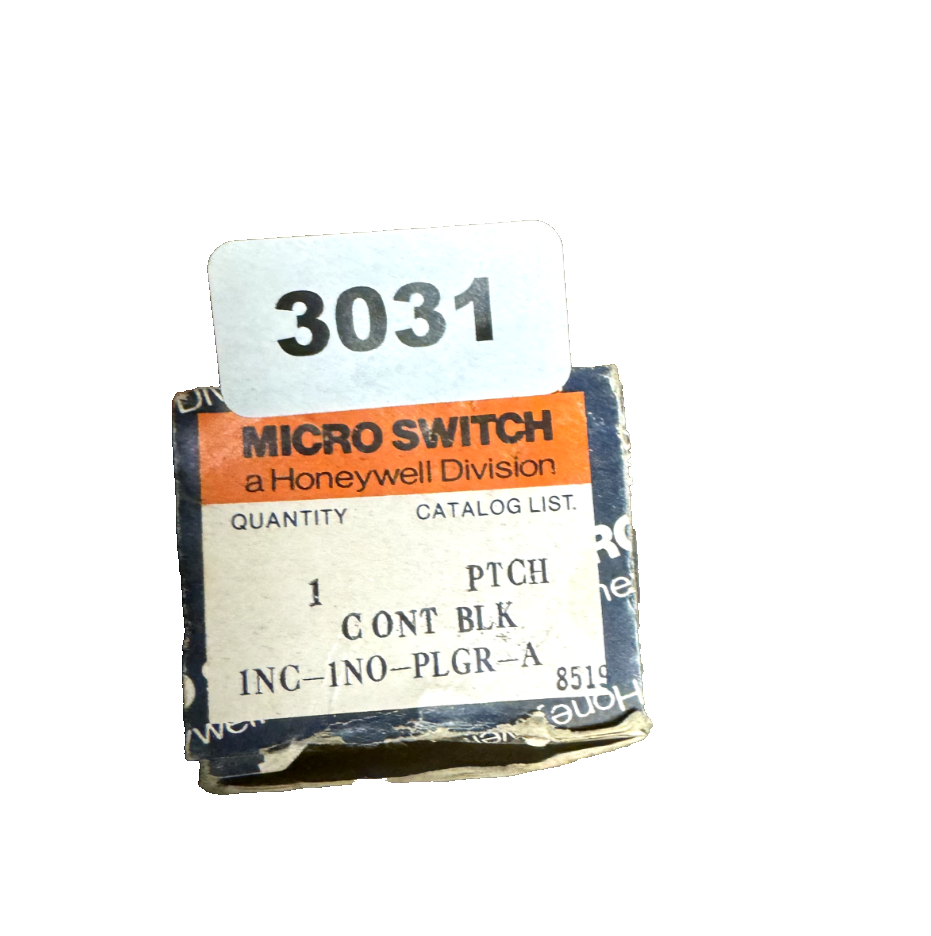 3031
MICRO SWITCH
a Honeywell Division
QUANTITY CATALOG LIST.
1 PTCH
CONT BLK
1NC-1NO-PLGR-A
8519